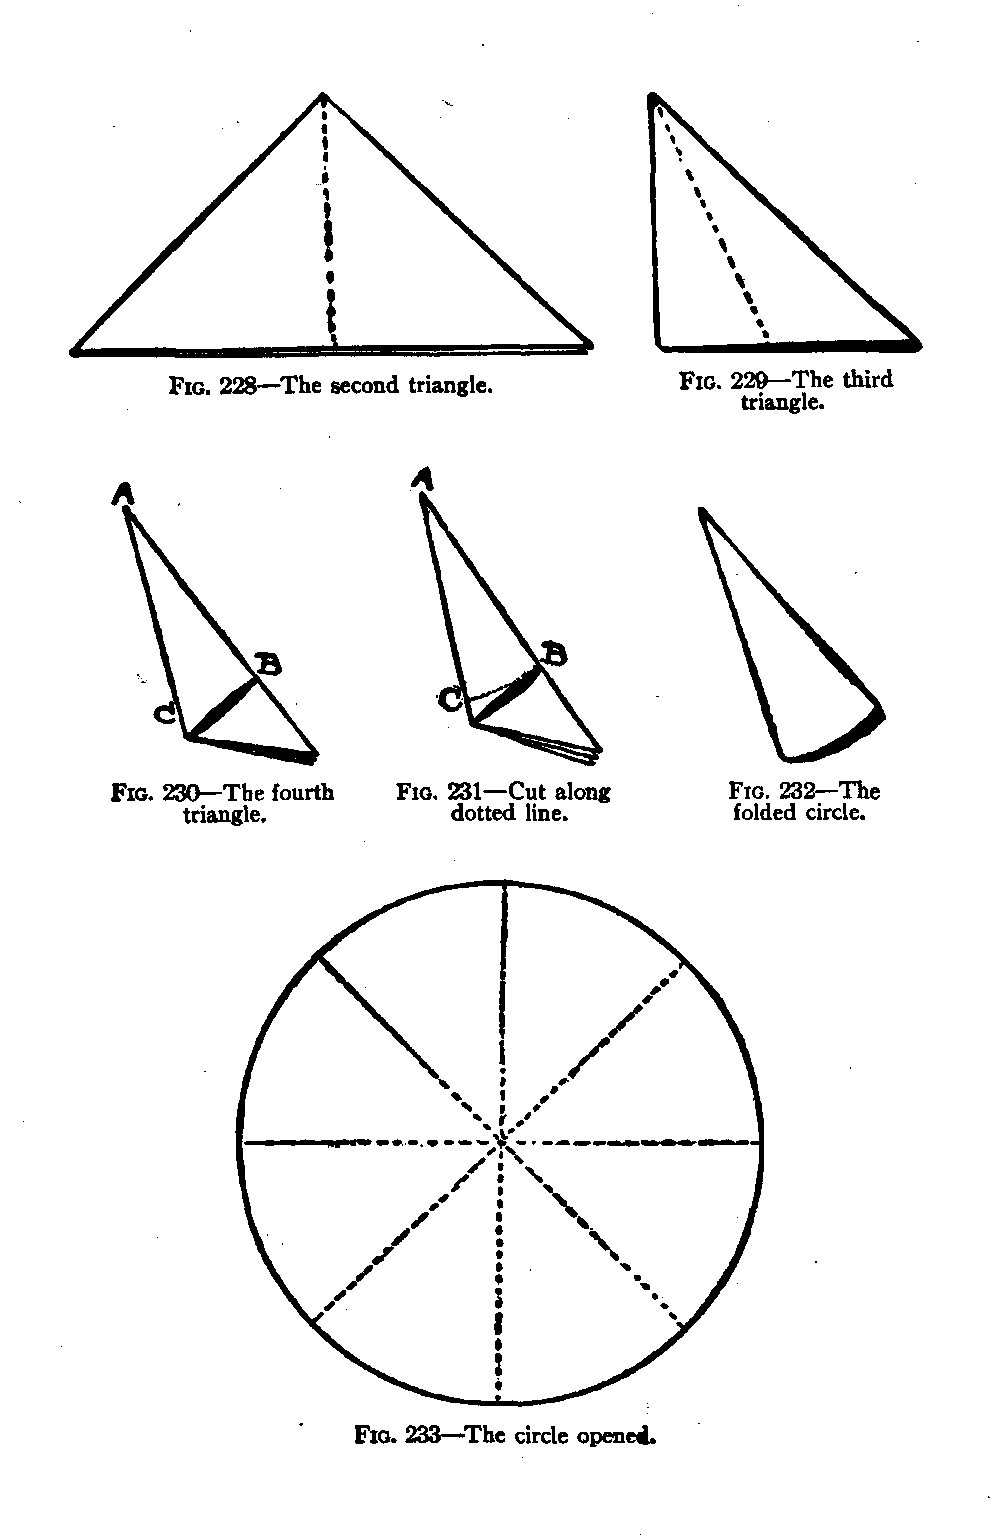 FIG. 228—The second triangle.
FIG. 229—The third
triangle.
A
B
C
A
B
C
FIG. 230—The fourth
triangle.
FIG. 231—Cut along
dotted line.
FIG. 232—The
folded circle.
FIG. 233—The circle opened.